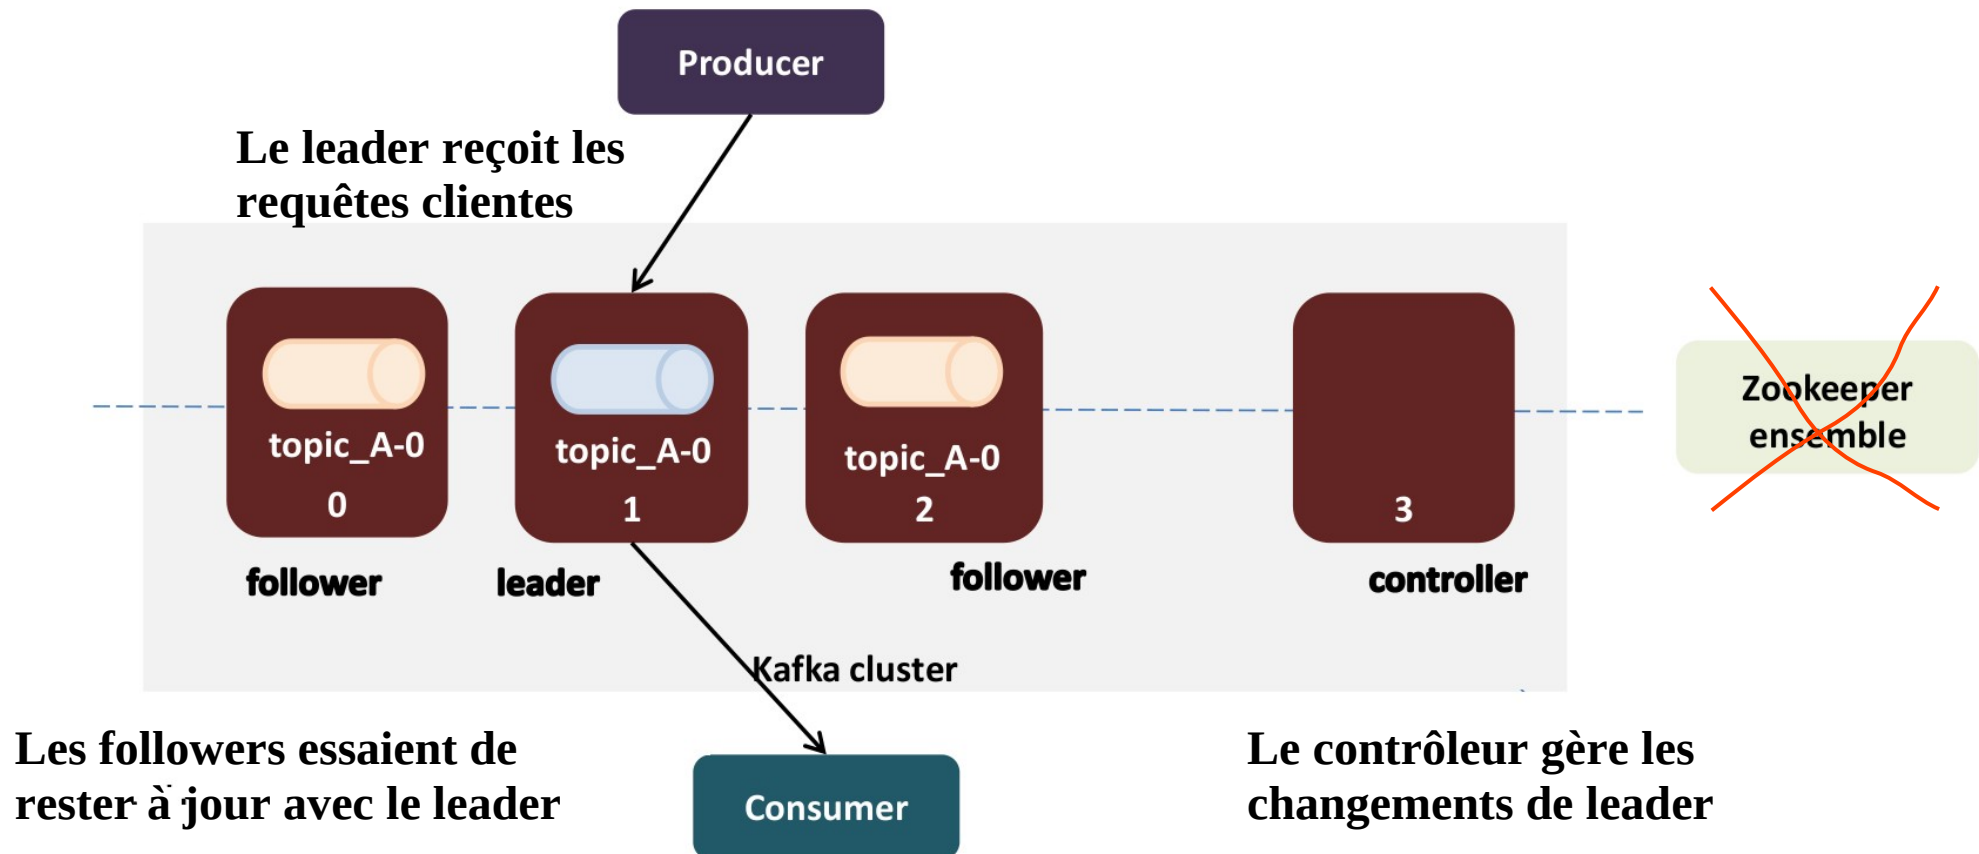 Producer
Le leader reçoit les
requêtes clientes
topic_A-0
0
topic_A-0
1
topic_A-0
2
3
Zookeeper
ensemble
follower
leader
follower
controller
Kafka cluster
Les followers essaient de
rester à jour avec le leader
Consumer
Le contrôleur gère les
changements de leader